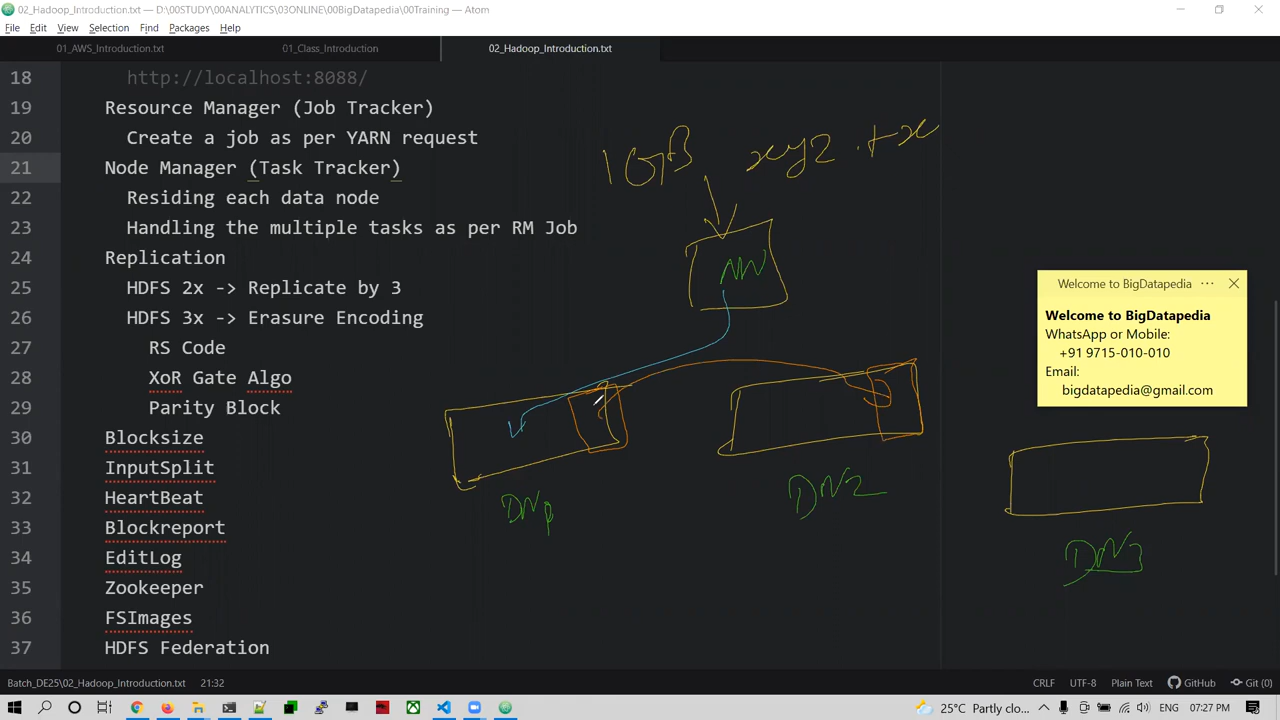 02_Hadoop_Introduction.txt — D:\00STUDY\00ANALYTICS\03ONLINE\00BigDatapedia\00Training — Atom
File Edit View Selection Find Packages Help
01_AWS_Introduction.txt 01_Class_Introduction 02_Hadoop_Introduction.txt
18 http://localhost:8088/
19 Resource Manager (Job Tracker)
20 Create a job as per YARN request
21 Node Manager (Task Tracker)
22 Residing each data node
23 Handling the multiple tasks as per RM Job
24 Replication
25 HDFS 2x -> Replicate by 3
26 HDFS 3x -> Erasure Encoding
27 RS Code
28 XoR Gate Algo
29 Parity Block
30 Blocksize
31 InputSplit
32 HeartBeat
33 Blockreport
34 EditLog
35 Zookeeper
36 FSImages
37 HDFS Federation
NN
DN2
DN3
Welcome to BigDatapedia
Welcome to BigDatapedia
WhatsApp or Mobile:
+91 9715-010-010
Email:
bigdatapedia@gmail.com
Batch_DE25\02_Hadoop_Introduction.txt 21:32 CRLF UTF-8 Plain Text GitHub Git (0)
25°C Partly clo... 07:27 PM